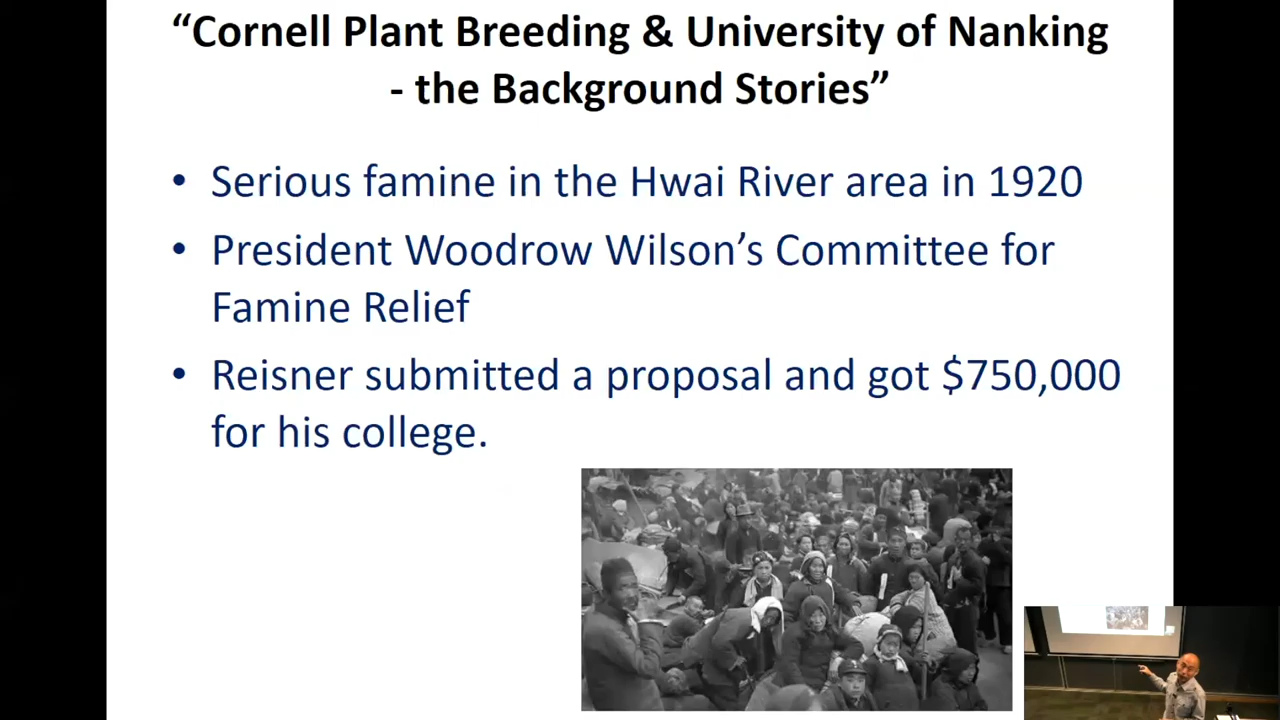 “Cornell Plant Breeding & University of Nanking
- the Background Stories”
• Serious famine in the Hwai River area in 1920
• President Woodrow Wilson’s Committee for
Famine Relief
• Reisner submitted a proposal and got $750,000
for his college.